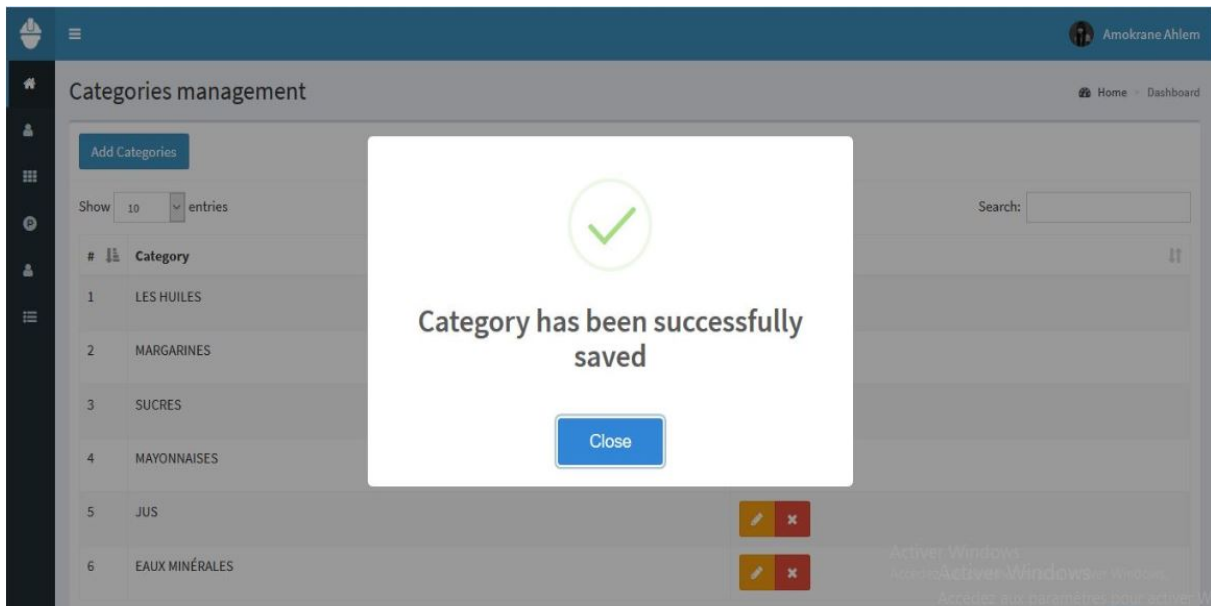 Amokrane Ahlem
Categories management
Home > Dashboard
Add Categories
Show 10 entries
Search:
# Category
1 LES HUILES
2 MARGARINES
3 SUCRES
4 MAYONNAISES
5 JUS
6 EAUX MINÉRALES
Category has been successfully
saved
Close
Activer Windows
Activer Windows
Accédez aux paramètres pour activer W